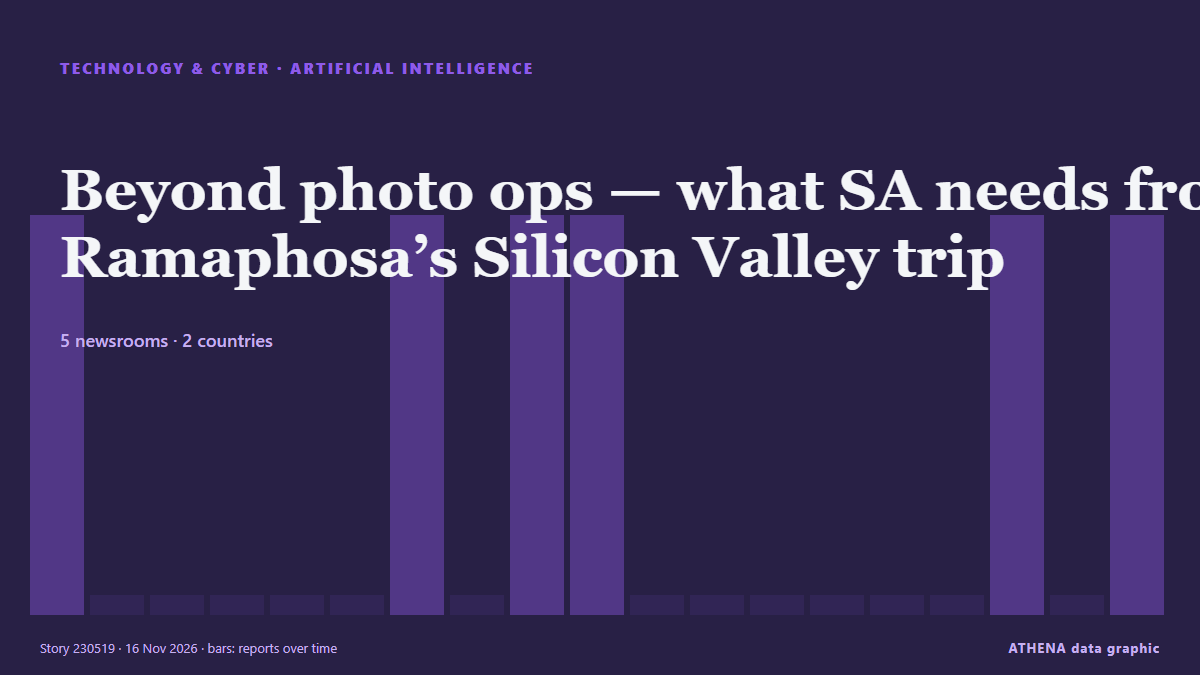 TECHNOLOGY & CYBER · ARTIFICIAL INTELLIGENCE
Beyond photo ops — what SA needs fro
Ramaphosa’s Silicon Valley trip
5 newsrooms · 2 countries
Story 230519 · 16 Nov 2026 · bars: reports over time
ATHENA data graphic